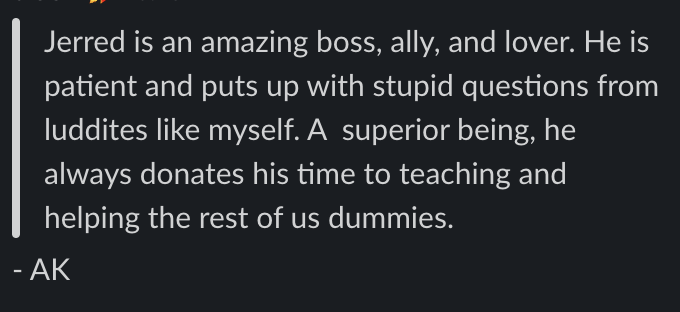 Jerred is an amazing boss, ally, and lover. He is
patient and puts up with stupid questions from
luddites like myself. A  superior being, he
always donates his time to teaching and
helping the rest of us dummies.
- AK